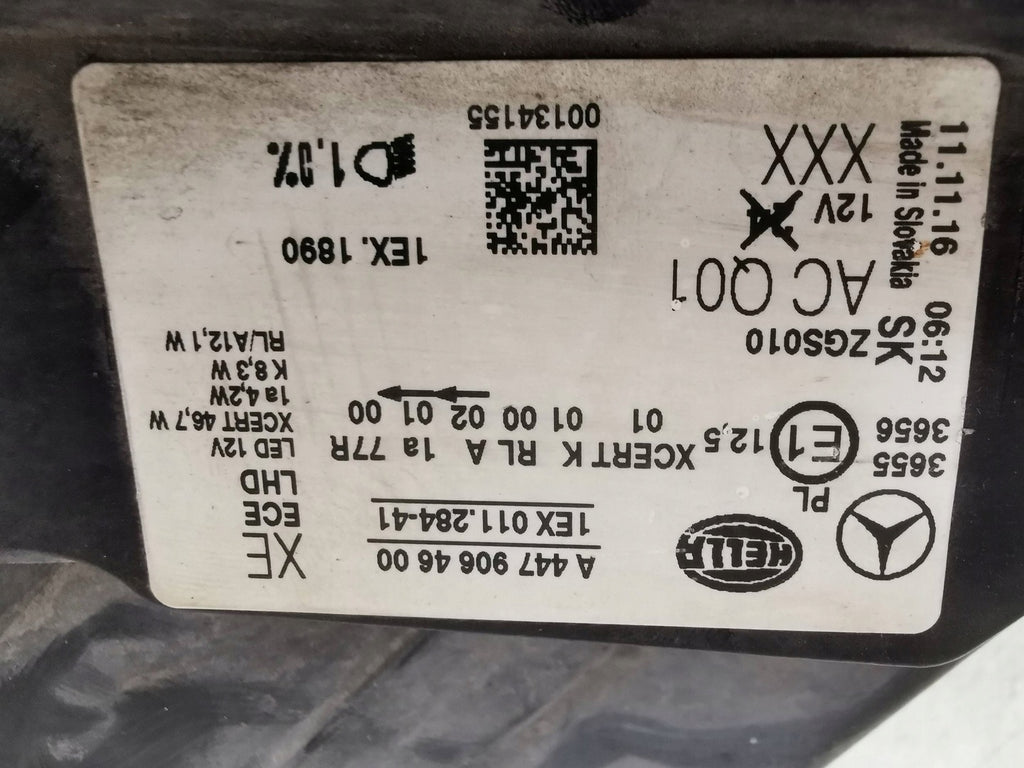 HELLA
A 447 906 46 00
1EX 011.284-41
XE
ECE
LHD
PL
3655
3656
E1
12,5
XCERT K RL A 1a 77R
01 01 00 02 01 00
LED 12V
XCERT 46,7 W
1a 4,2W
K 8,3 W
RL/A12,1 W
ZGS010
SK
06:12
AC Q01
12V
XXX
1EX. 1890
1,0%
00134155
11.11.16
Made in Slovakia